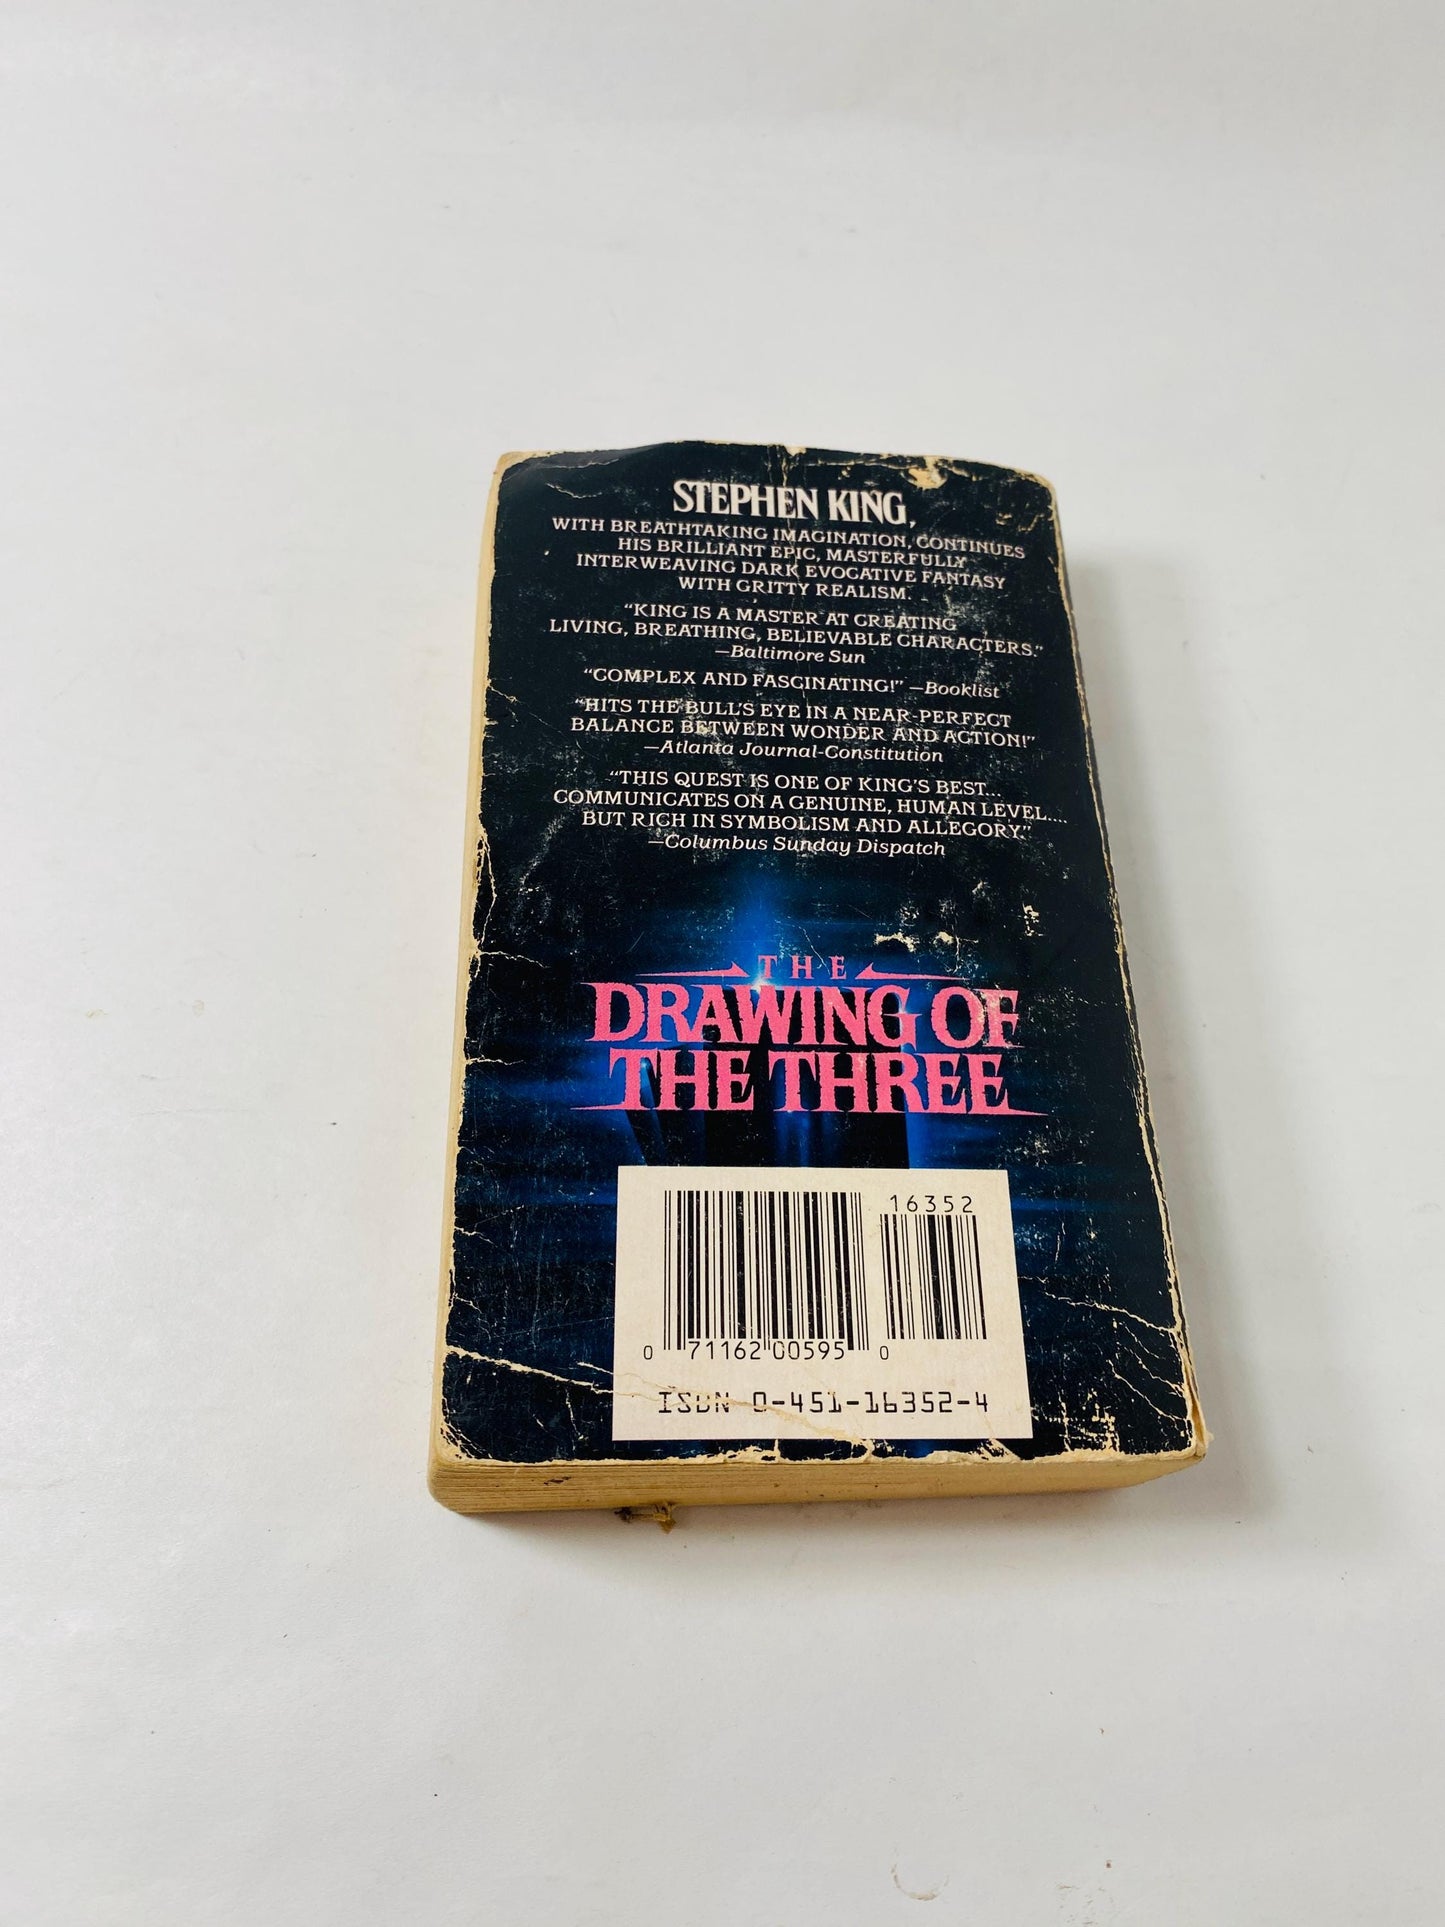 STEPHEN KING,
WITH BREATHTAKING IMAGINATION, CONTINUES
HIS BRILLIANT EPIC, MASTERFULLY
INTERWEAVING DARK EVOCATIVE FANTASY
WITH GRITTY REALISM.
“KING IS A MASTER AT CREATING
LIVING, BREATHING, BELIEVABLE CHARACTERS.”
—Baltimore Sun
“COMPLEX AND FASCINATING!” —Booklist
“HITS THE BULL'S EYE IN A NEAR-PERFECT
BALANCE BETWEEN WONDER AND ACTION!”
—Atlanta Journal-Constitution
“THIS QUEST IS ONE OF KING'S BEST...
COMMUNICATES ON A GENUINE, HUMAN LEVEL....
BUT RICH IN SYMBOLISM AND ALLEGORY.”
—Columbus Sunday Dispatch
THE
DRAWING OF
THE THREE
16352
0 71162 00595 0
ISBN 0-451-16352-4